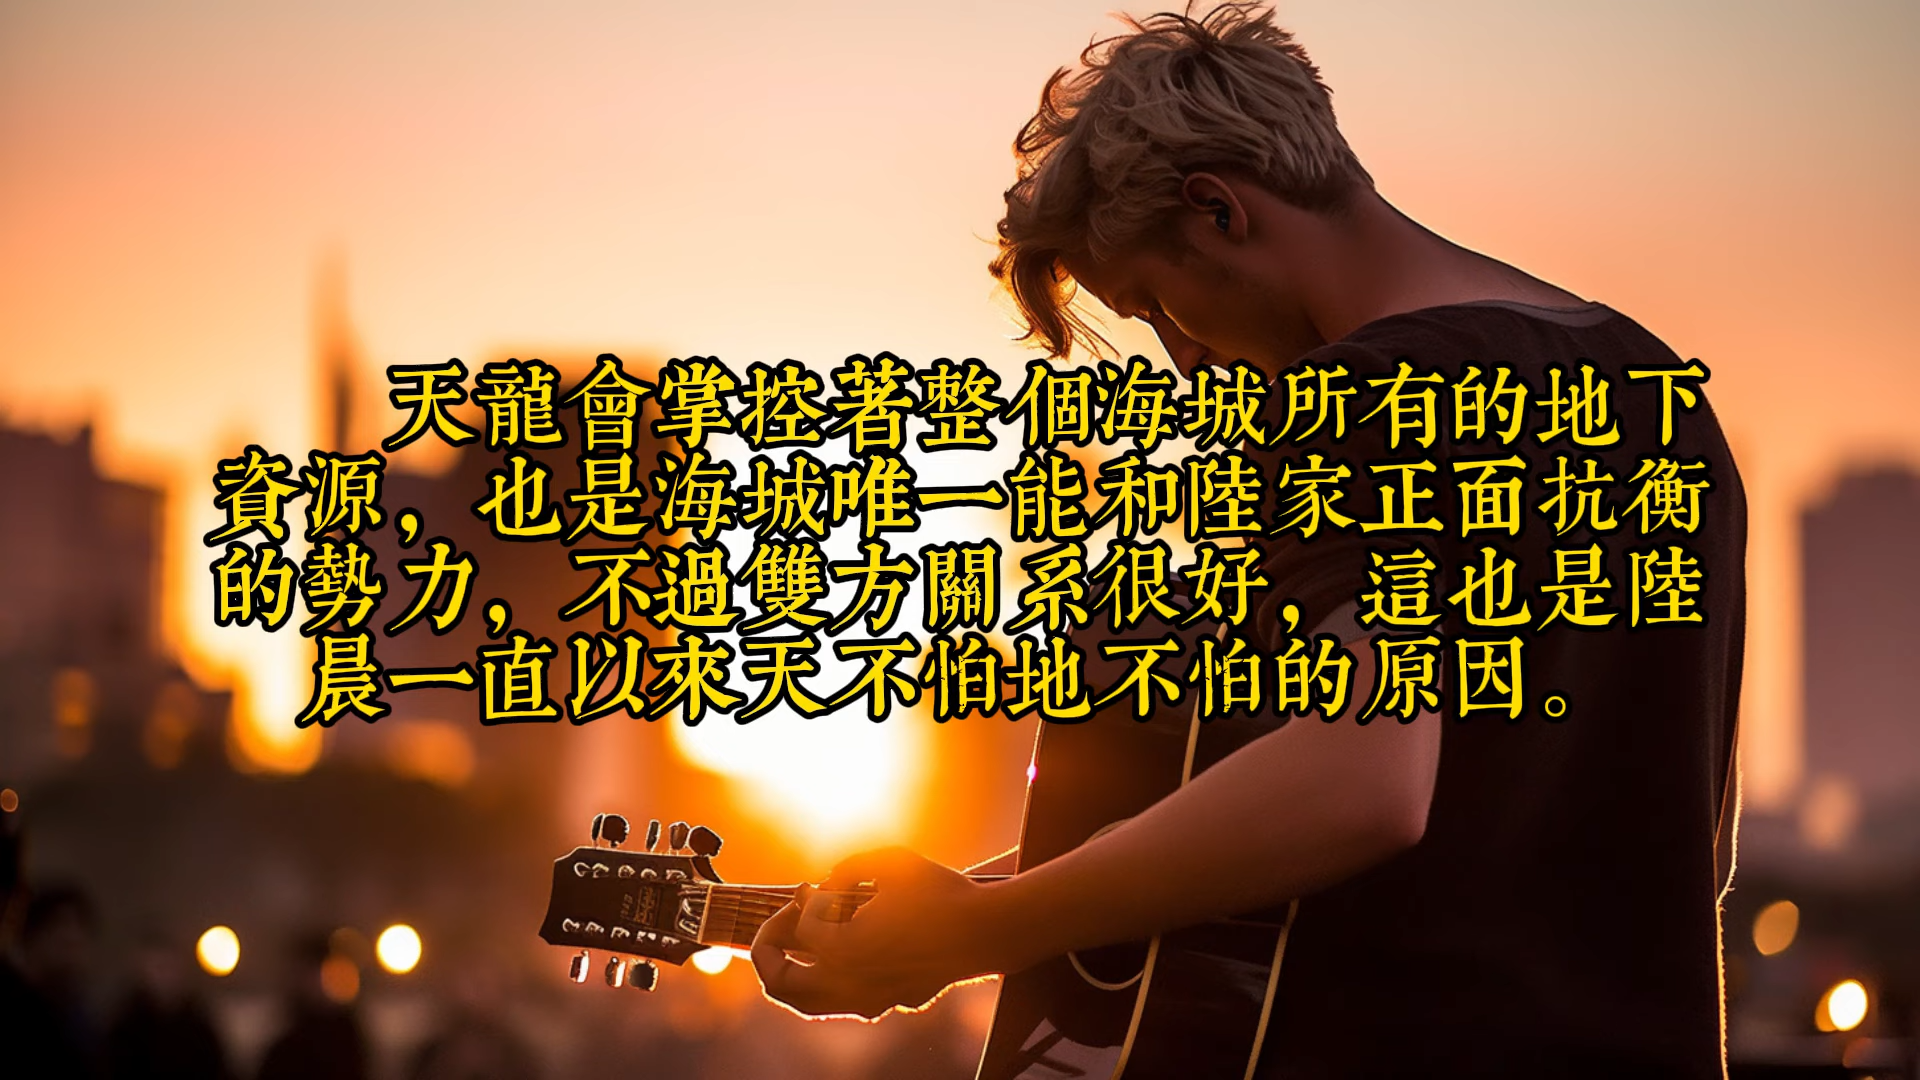 天龍會掌控著整個海城所有的地下
資源，也是海城唯一能和陸家正面抗衡
的勢力，不過雙方關系很好，這也是陸
晨一直以來天不怕地不怕的原因。